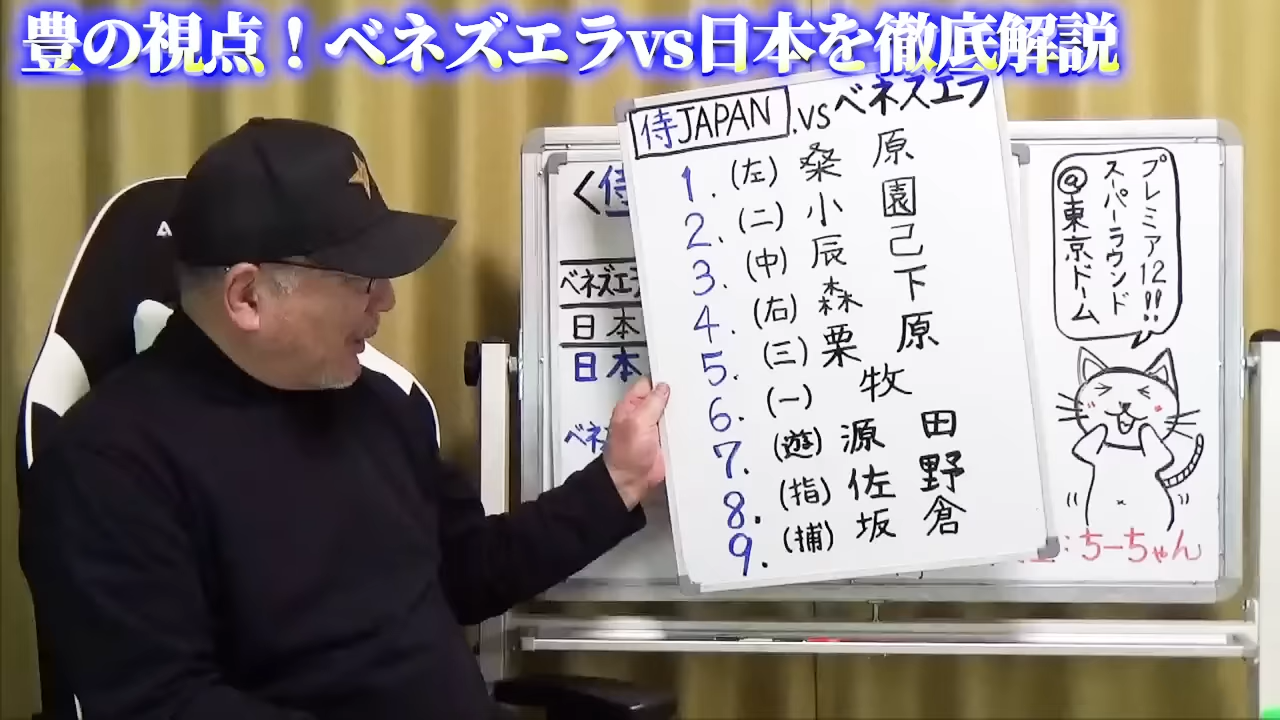 豊の視点！ベネズエラvs日本を徹底解説
侍JAPAN.vsベネズエラ
1. (左) 桑原
2. (二) 小園
3. (中) 辰己
4. (右) 森下
5. (三) 栗原
6. (一) 牧
7. (遊) 源田
8. (指) 佐野
9. (捕) 坂倉
<侍
ベネズエラ
日本
日本
ベネ
プレミア12!!
スーパーラウンド
@東京ドーム
：ちーちゃん